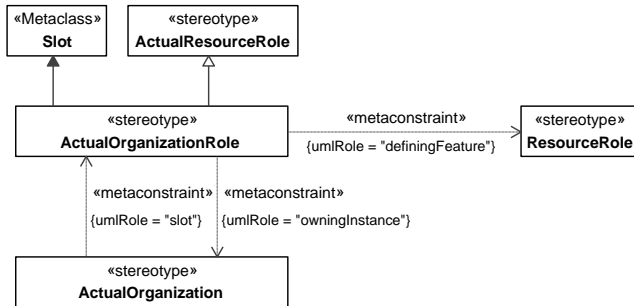 «Metaclass»
Slot
«stereotype»
ActualResourceRole
«stereotype»
ActualOrganizationRole
«metaconstraint»
{umlRole = "definingFeature"}
«stereotype»
ResourceRole
«metaconstraint»
{umlRole = "slot"}
«metaconstraint»
{umlRole = "owningInstance"}
«stereotype»
ActualOrganization